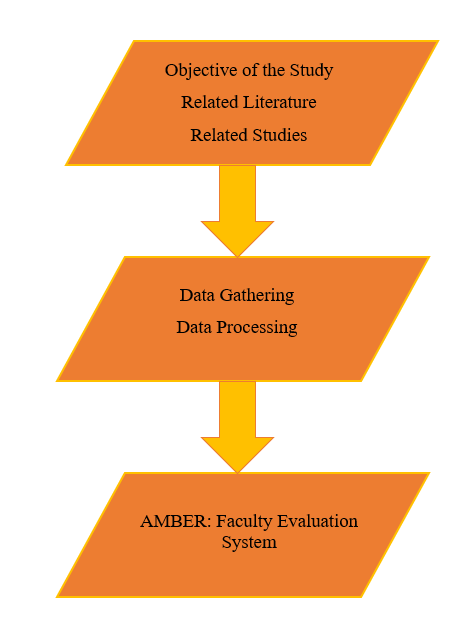 Objective of the Study
Related Literature
Related Studies
Data Gathering
Data Processing
AMBER: Faculty Evaluation
System